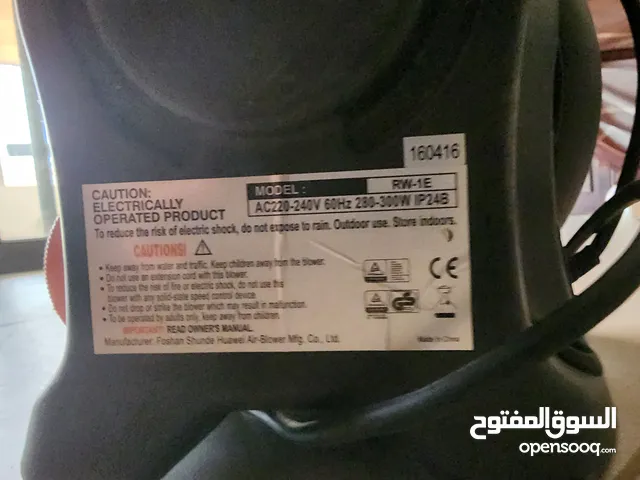 160416
CAUTION:
ELECTRICALLY
OPERATED PRODUCT
MODEL : RW-1E
AC220-240V 60Hz 280-300W IP24B
To reduce the risk of electric shock, do not expose to rain. Outdoor use. Store indoors.
CAUTIONS!
• Keep away from water and traffic. Keep children away from the blower.
• Do not use an extension cord with this blower.
• To reduce the risk of fire or electric shock, do not use this
blower with any solid-state speed control device.
• Do not drop or strike the blower which may result in malfunction.
• To be operated by adults only, keep away from children.
IMPORTANT! READ OWNER'S MANUAL.
Manufacturer: Foshan Shunde Huawei Air-Blower Mfg. Co., Ltd.
CE
Made in China
السوق المفتوح
opensooq.com